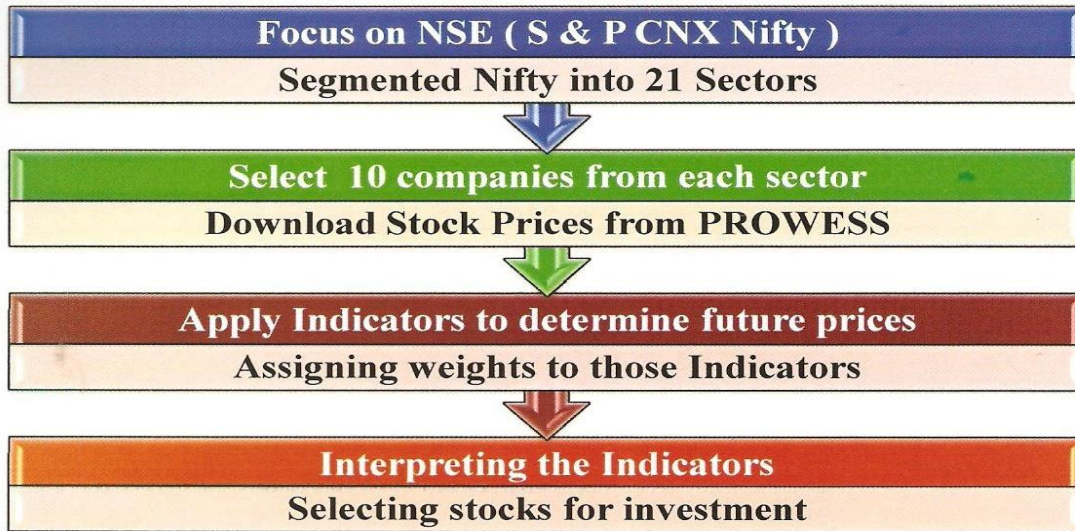 Focus on NSE ( S & P CNX Nifty )
Segmented Nifty into 21 Sectors
Select 10 companies from each sector
Download Stock Prices from PROWESS
Apply Indicators to determine future prices
Assigning weights to those Indicators
Interpreting the Indicators
Selecting stocks for investment